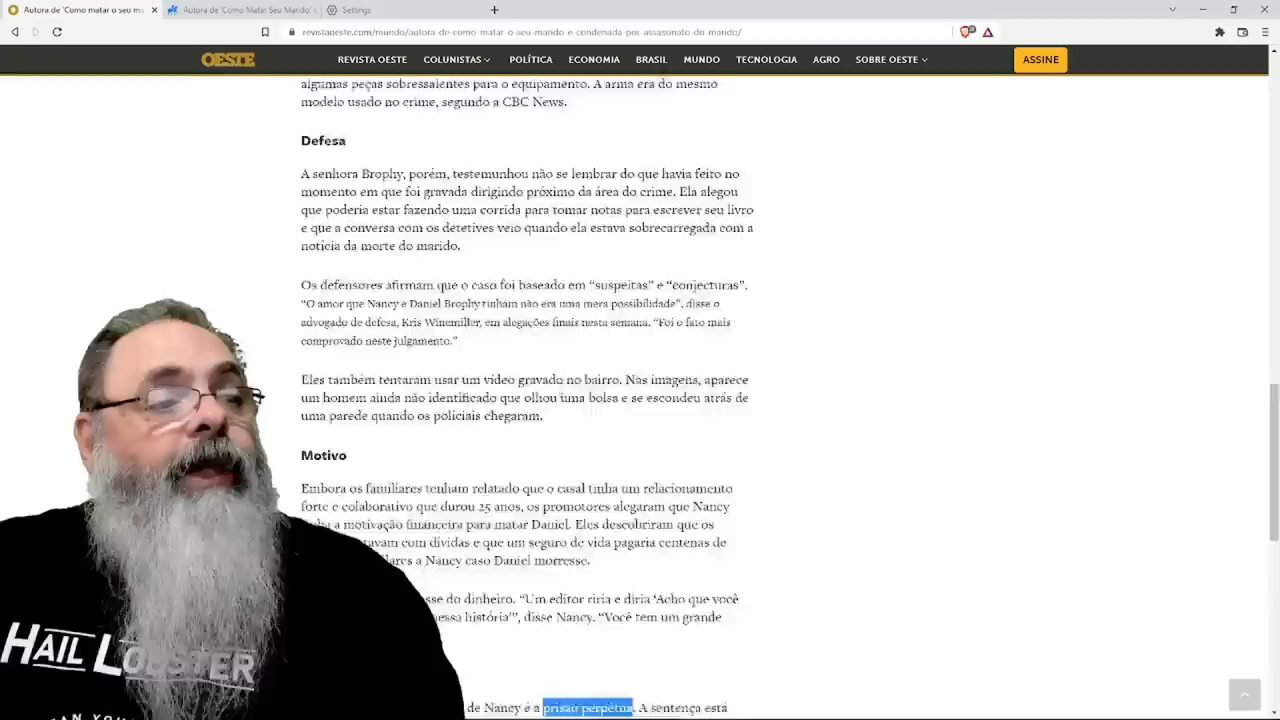 Autora de 'Como matar o seu ma
Autora de 'Como Matar Seu Marido'
Settings
revistaoeste.com/mundo/autora-de-como-matar-o-seu-marido-e-condenada-por-assassinato-do-marido/
OESTE
REVISTA OESTE
COLUNISTAS
POLÍTICA
ECONOMIA
BRASIL
MUNDO
TECNOLOGIA
AGRO
SOBRE OESTE
ASSINE
algumas peças sobressalentes para o equipamento. A arma era do mesmo
modelo usado no crime, segundo a CBC News.
Defesa
A senhora Brophy, porém, testemunhou não se lembrar do que havia feito no
momento em que foi gravada dirigindo próximo da área do crime. Ela alegou
que poderia estar fazendo uma corrida para tomar notas para escrever seu livro
e que a conversa com os detetives veio quando ela estava sobrecarregada com a
notícia da morte do marido.
Os defensores afirmam que o caso foi baseado em “suspeitas” e “conjecturas”.
“O amor que Nancy e Daniel Brophy tinham não era uma mera possibilidade”, disse o
advogado de defesa, Kris Winemiller, em alegações finais nesta semana. “Foi o fato mais
comprovado neste julgamento.”
Eles também tentaram usar um vídeo gravado no bairro. Nas imagens, aparece
um homem ainda não identificado que olhou uma bolsa e se escondeu atrás de
uma parede quando os policiais chegaram.
Motivo
Embora os familiares tenham relatado que o casal tinha um relacionamento
forte e colaborativo que durou 25 anos, os promotores alegaram que Nancy
a motivação financeira para matar Daniel. Eles descobriram que os
tavam com dívidas e que um seguro de vida pagaria centenas de
lares a Nancy caso Daniel morresse.
sse do dinheiro. “Um editor riria e diria ‘Acho que você
nessa história’”, disse Nancy. “Você tem um grande
de Nancy é a prisão perpétua. A sentença está
HAIL LOBSTER